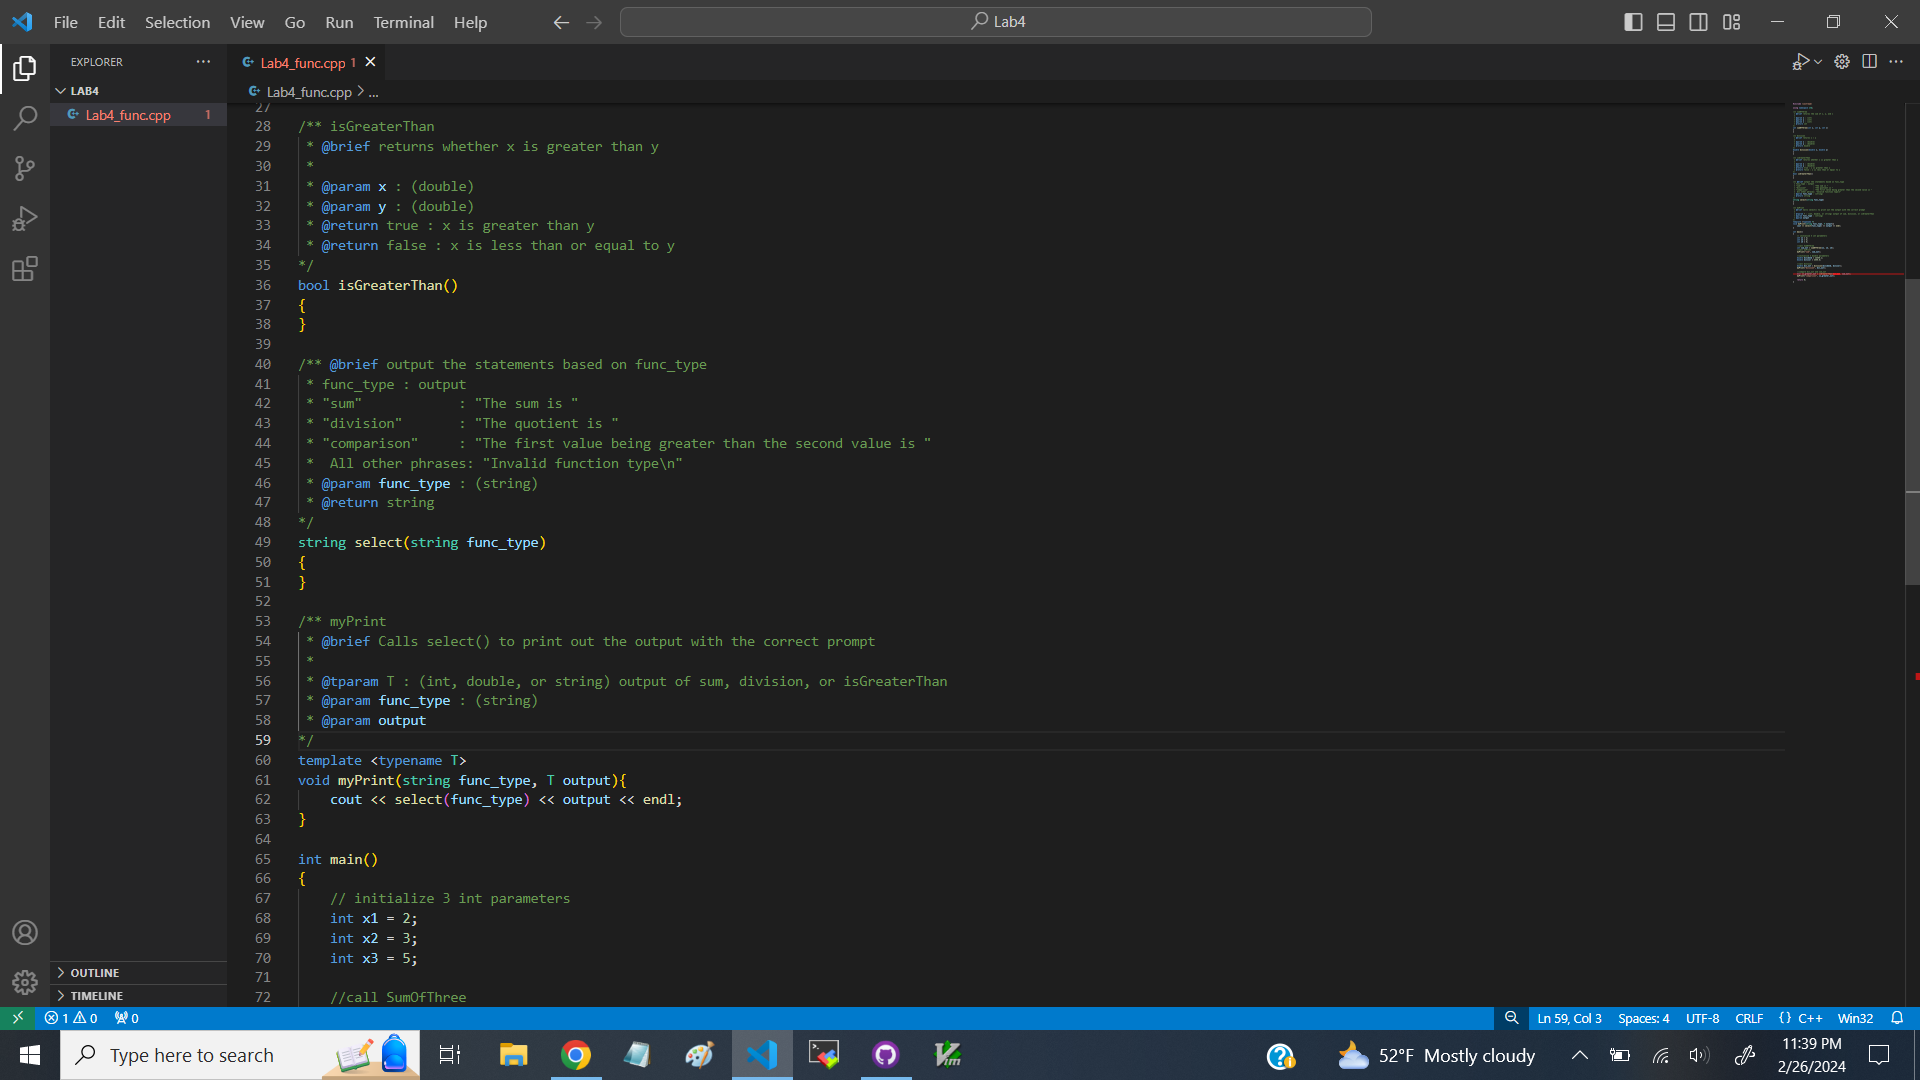 File Edit Selection View Go Run Terminal Help
Lab4
EXPLORER
LAB4
Lab4_func.cpp 1
Lab4_func.cpp 1
Lab4_func.cpp > ...
27
28 /** isGreaterThan
29 * @brief returns whether x is greater than y
30 *
31 * @param x : (double)
32 * @param y : (double)
33 * @return true : x is greater than y
34 * @return false : x is less than or equal to y
35 */
36 bool isGreaterThan()
37 {
38 }
39
40 /** @brief output the statements based on func_type
41 * func_type : output
42 * "sum" : "The sum is "
43 * "division" : "The quotient is "
44 * "comparison" : "The first value being greater than the second value is "
45 * All other phrases: "Invalid function type\n"
46 * @param func_type : (string)
47 * @return string
48 */
49 string select(string func_type)
50 {
51 }
52
53 /** myPrint
54 * @brief Calls select() to print out the output with the correct prompt
55 *
56 * @tparam T : (int, double, or string) output of sum, division, or isGreaterThan
57 * @param func_type : (string)
58 * @param output
59 */
60 template <typename T>
61 void myPrint(string func_type, T output){
62 cout << select(func_type) << output << endl;
63 }
64
65 int main()
66 {
67 // initialize 3 int parameters
68 int x1 = 2;
69 int x2 = 3;
70 int x3 = 5;
71
72 //call SumOfThree
OUTLINE
TIMELINE
1 0 0
Ln 59, Col 3 Spaces: 4 UTF-8 CRLF {} C++ Win32
Type here to search
52°F Mostly cloudy
11:39 PM
2/26/2024